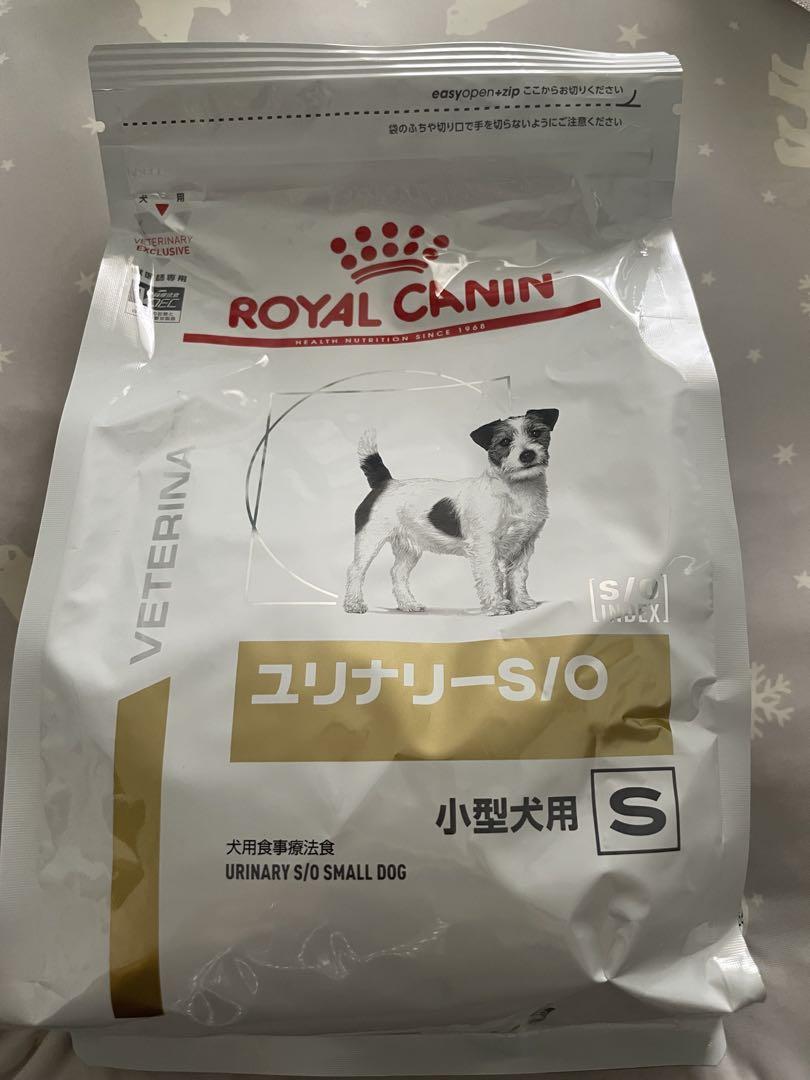 easyopen+zip ここからお切りください
袋のふちや切り口で手を切らないようにご注意ください
犬 用
VETERINARY
EXCLUSIVE
ROYAL CANIN
HEALTH NUTRITION SINCE 1968
VETERINA
S/O
INDEX
ユリナリーS/O
小型犬用 S
犬用食事療法食
URINARY S/O SMALL DOG